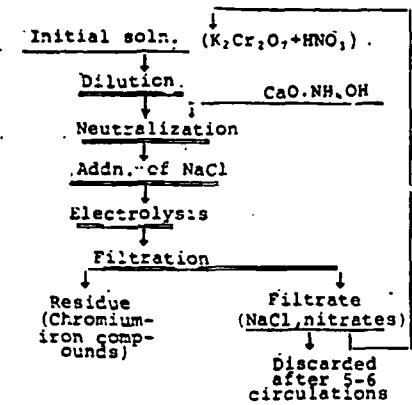 Initial soln. (K2Cr2O7+HNO3)
Dilution.
CaO.NH4OH
Neutralization
Addn. of NaCl
Electrolysis
Filtration
Residue
(Chromium-
iron comp-
ounds)
Filtrate
(NaCl, nitrates)
Discarded
after 5-6
circulations